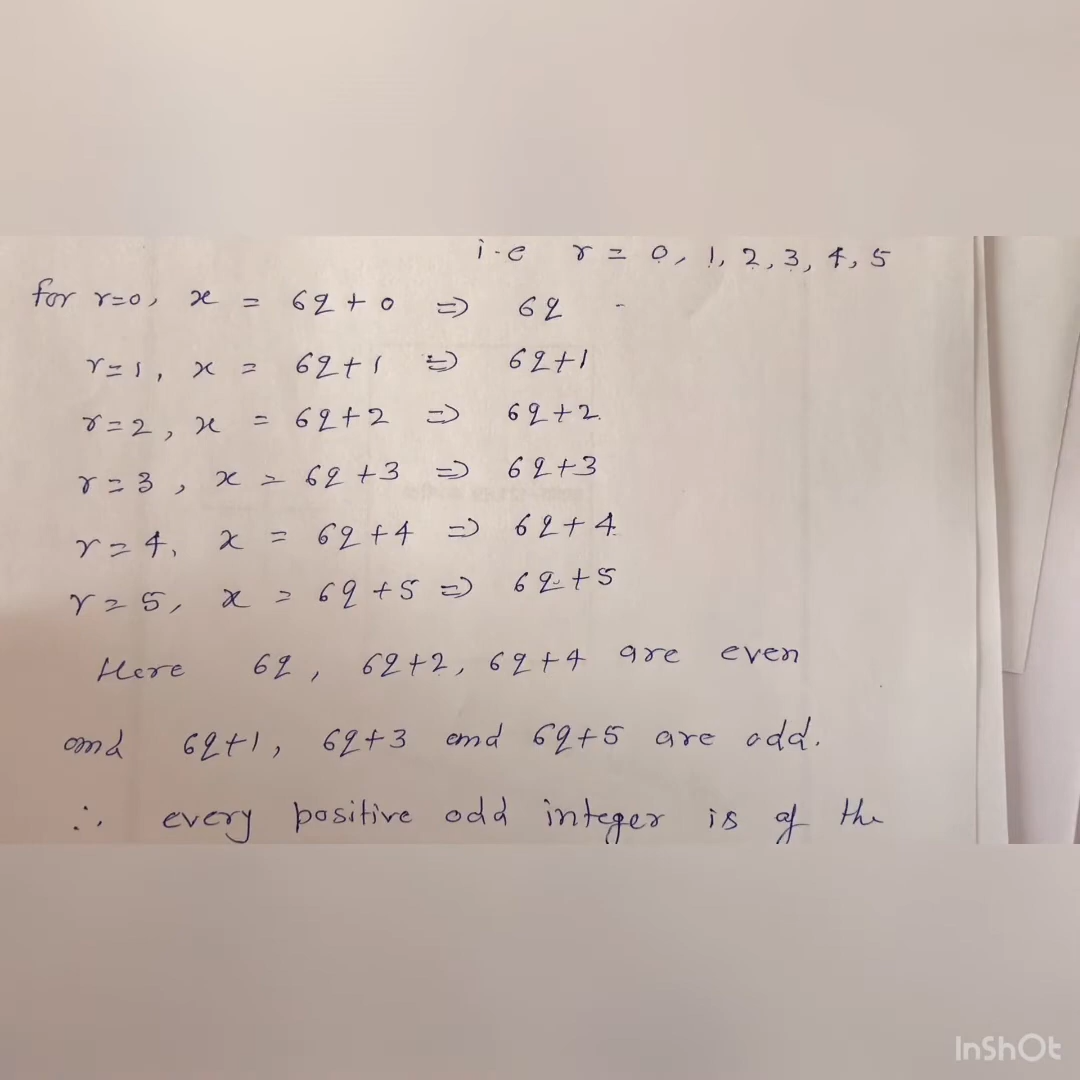 i.e r = 0, 1, 2, 3, 4, 5
for r=0, x = 6q + 0 => 6q
r=1, x = 6q+1 => 6q+1
r=2, x = 6q+2 => 6q+2.
r=3, x = 6q+3 => 6q+3
r=4, x = 6q+4 => 6q+4.
r=5, x = 6q+5 => 6q+5
Here 6q, 6q+2, 6q+4 are even
and 6q+1, 6q+3 and 6q+5 are odd.
∴ every positive odd integer is of the
InShOt